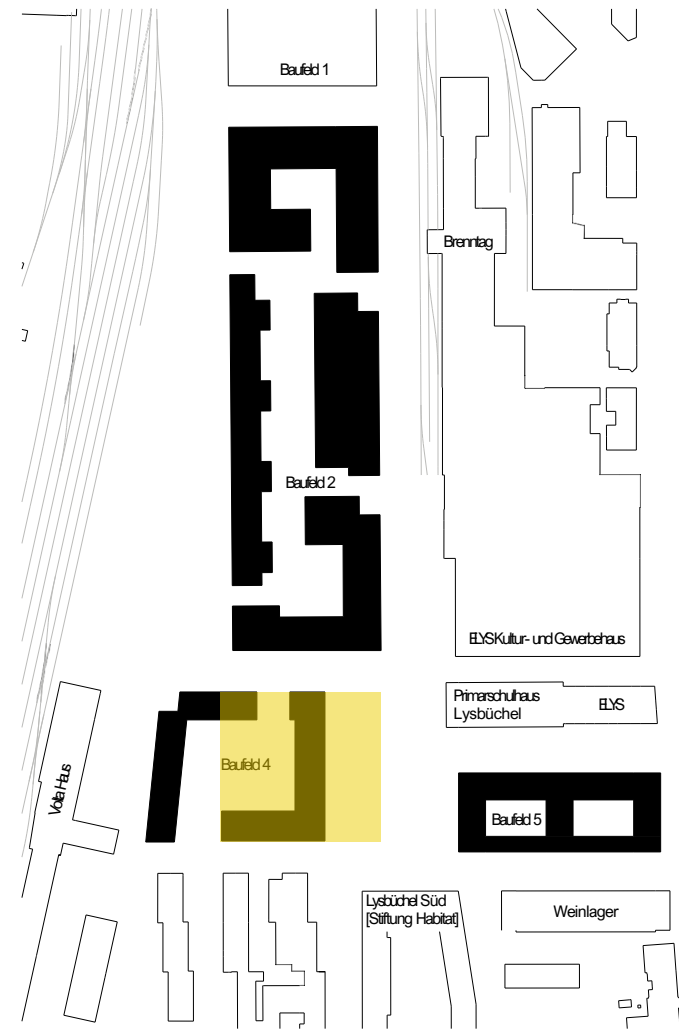 Baufeld 1
Brenntag
Baufeld 2
ELYS Kultur- und Gewerbehaus
Primarschulhaus
Lysbüchel
ELYS
Baufeld 4
Volta Haus
Baufeld 5
Lysbüchel Süd
[Stiftung Habitat]
Weinlager